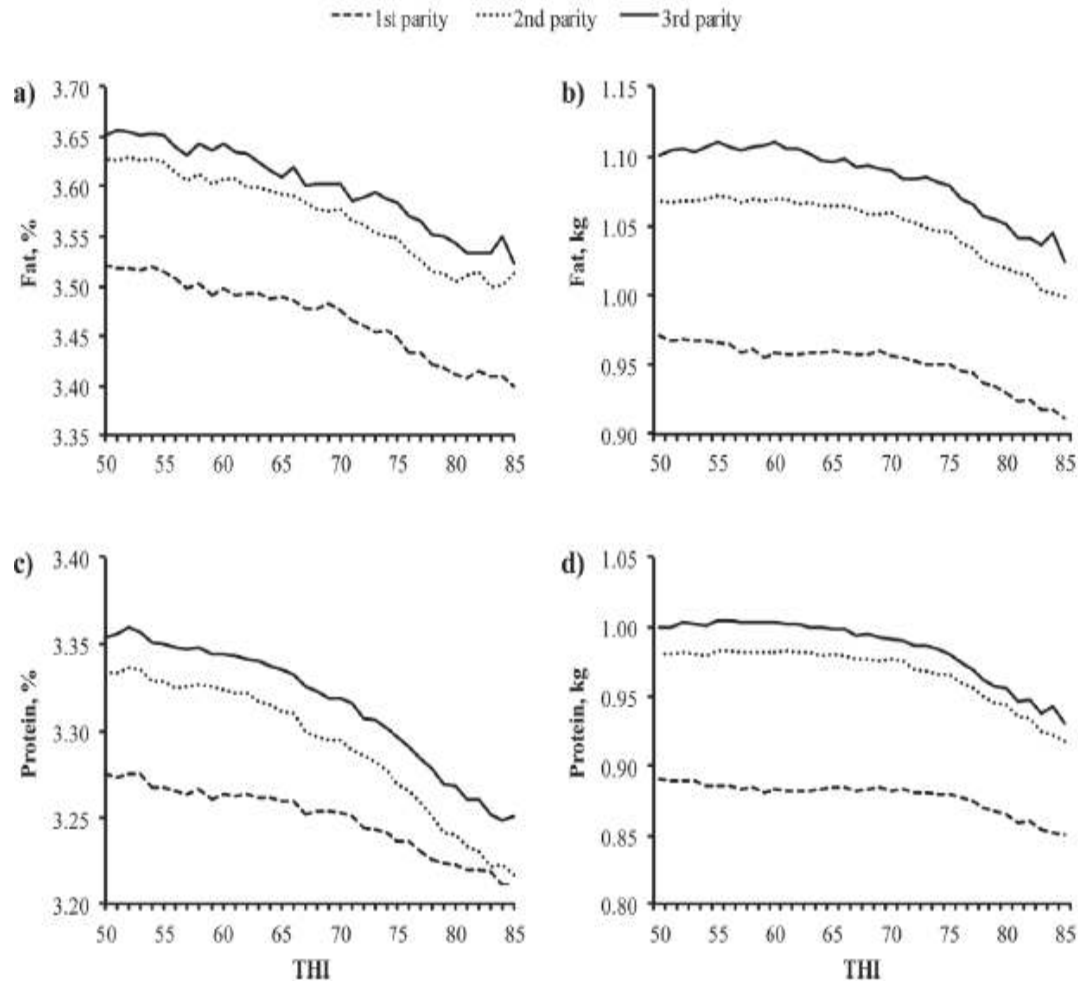 1st parity 2nd parity 3rd parity
a)
Fat, %
3.70
3.65
3.60
3.55
3.50
3.45
3.40
3.35
50 55 60 65 70 75 80 85
b)
Fat, kg
1.15
1.10
1.05
1.00
0.95
0.90
50 55 60 65 70 75 80 85
c)
Protein, %
3.40
3.35
3.30
3.25
3.20
50 55 60 65 70 75 80 85
THI
d)
Protein, kg
1.05
1.00
0.95
0.90
0.85
0.80
50 55 60 65 70 75 80 85
THI